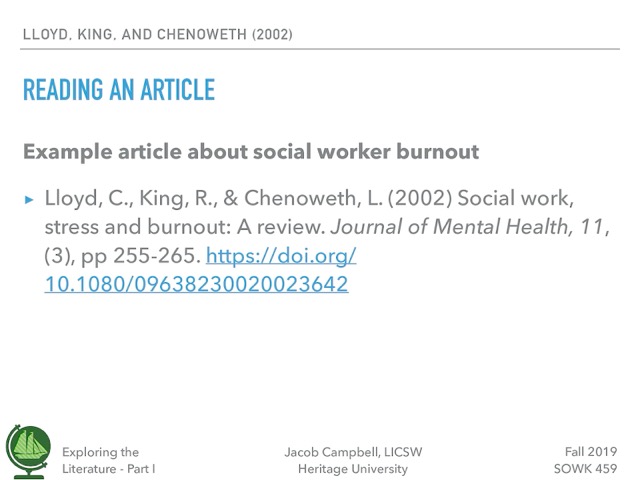 LLOYD, KING, AND CHENOWETH (2002)
READING AN ARTICLE
Example article about social worker burnout
▸ Lloyd, C., King, R., & Chenoweth, L. (2002) Social work,
stress and burnout: A review. Journal of Mental Health, 11,
(3), pp 255-265. https://doi.org/
10.1080/09638230020023642
Exploring the
Literature - Part I
Jacob Campbell, LICSW
Heritage University
Fall 2019
SOWK 459